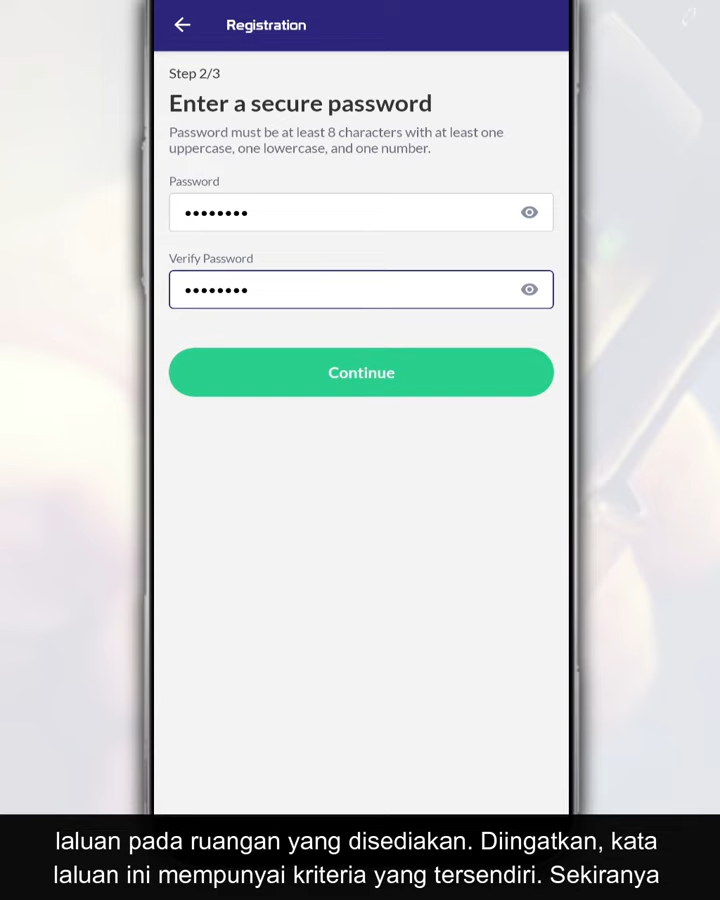 Registration
Step 2/3
Enter a secure password
Password must be at least 8 characters with at least one
uppercase, one lowercase, and one number.
Password
••••••••
Verify Password
••••••••
Continue
laluan pada ruangan yang disediakan. Diingatkan, kata
laluan ini mempunyai kriteria yang tersendiri. Sekiranya